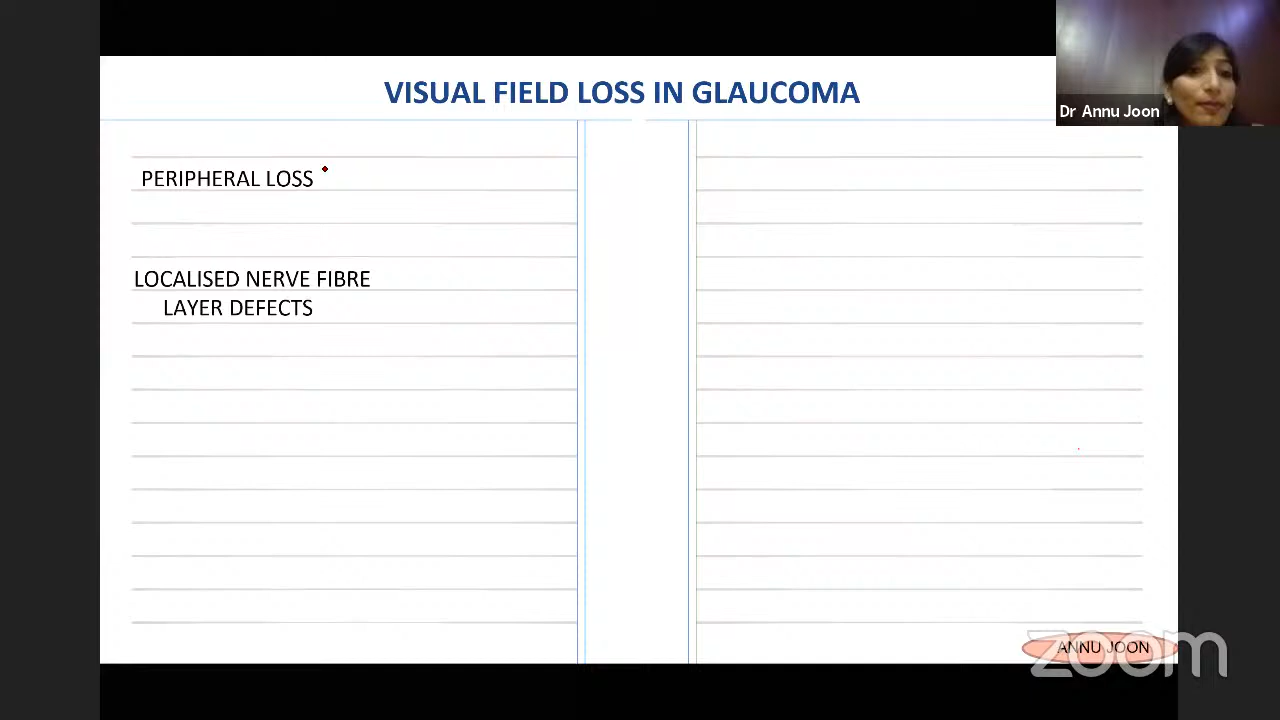 VISUAL FIELD LOSS IN GLAUCOMA
Dr Annu Joon
PERIPHERAL LOSS
LOCALISED NERVE FIBRE
LAYER DEFECTS
ANNU JOON
zoom